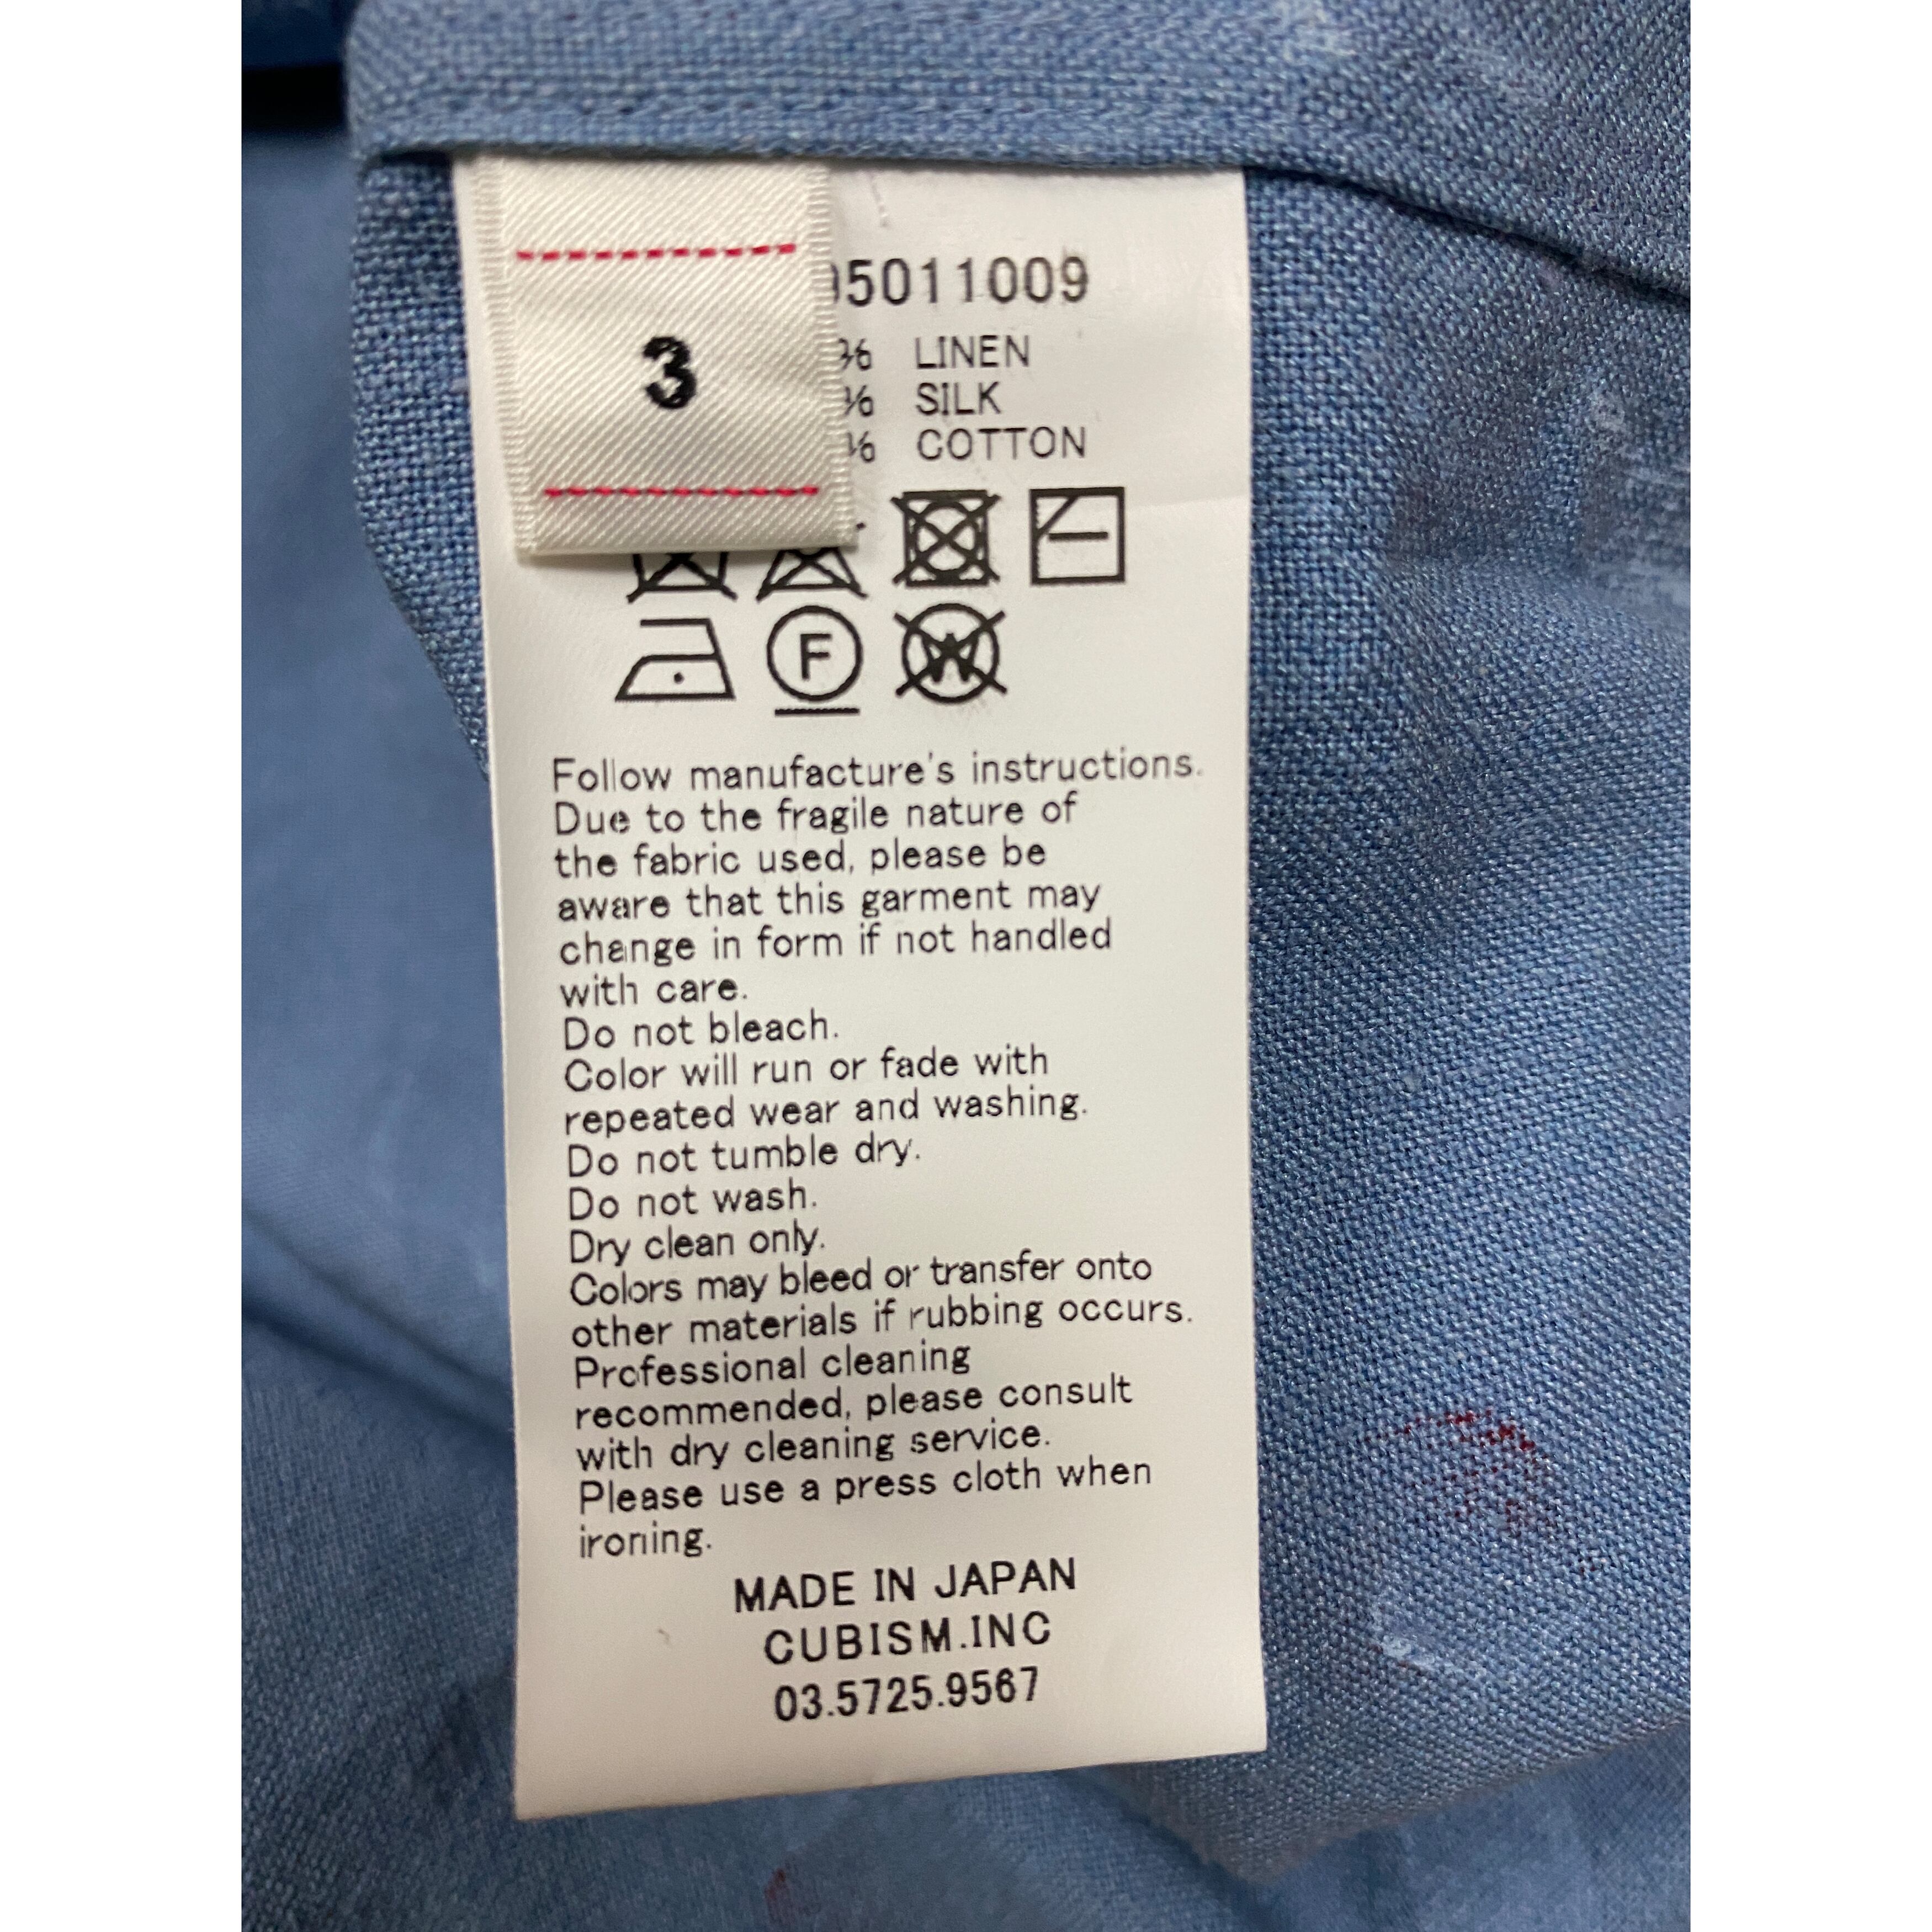 3
5011009
% LINEN
% SILK
% COTTON
F
W
Follow manufacture's instructions.
Due to the fragile nature of
the fabric used, please be
aware that this garment may
change in form if not handled
with care.
Do not bleach.
Color will run or fade with
repeated wear and washing.
Do not tumble dry.
Do not wash.
Dry clean only.
Colors may bleed or transfer onto
other materials if rubbing occurs.
Professional cleaning
recommended, please consult
with dry cleaning service.
Please use a press cloth when
ironing.
MADE IN JAPAN
CUBISM.INC
03.5725.9567